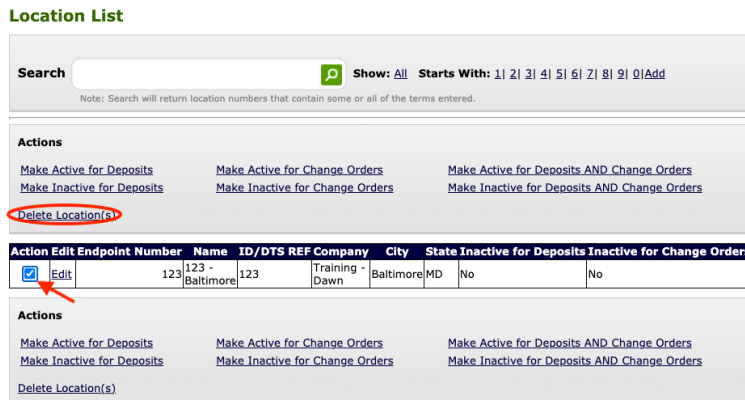 Location List
Search Show: All Starts With: 1| 2| 3| 4| 5| 6| 7| 8| 9| 0|Add
Note: Search will return location numbers that contain some or all of the terms entered.
Actions
Make Active for Deposits Make Active for Change Orders Make Active for Deposits AND Change Orders
Make Inactive for Deposits Make Inactive for Change Orders Make Inactive for Deposits AND Change Orders
Delete Location(s)
Action Edit Endpoint Number Name ID/DTS REF Company City State Inactive for Deposits Inactive for Change Orders
Edit 123 123 - Baltimore 123 Training - Dawn Baltimore MD No No
Actions
Make Active for Deposits Make Active for Change Orders Make Active for Deposits AND Change Orders
Make Inactive for Deposits Make Inactive for Change Orders Make Inactive for Deposits AND Change Orders
Delete Location(s)